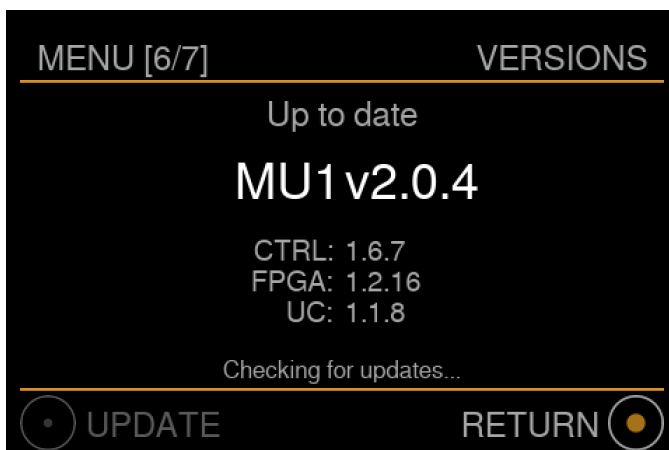 MENU [6/7] VERSIONS
Up to date
MU1 v2.0.4
CTRL: 1.6.7
FPGA: 1.2.16
UC: 1.1.8
Checking for updates...
UPDATE RETURN